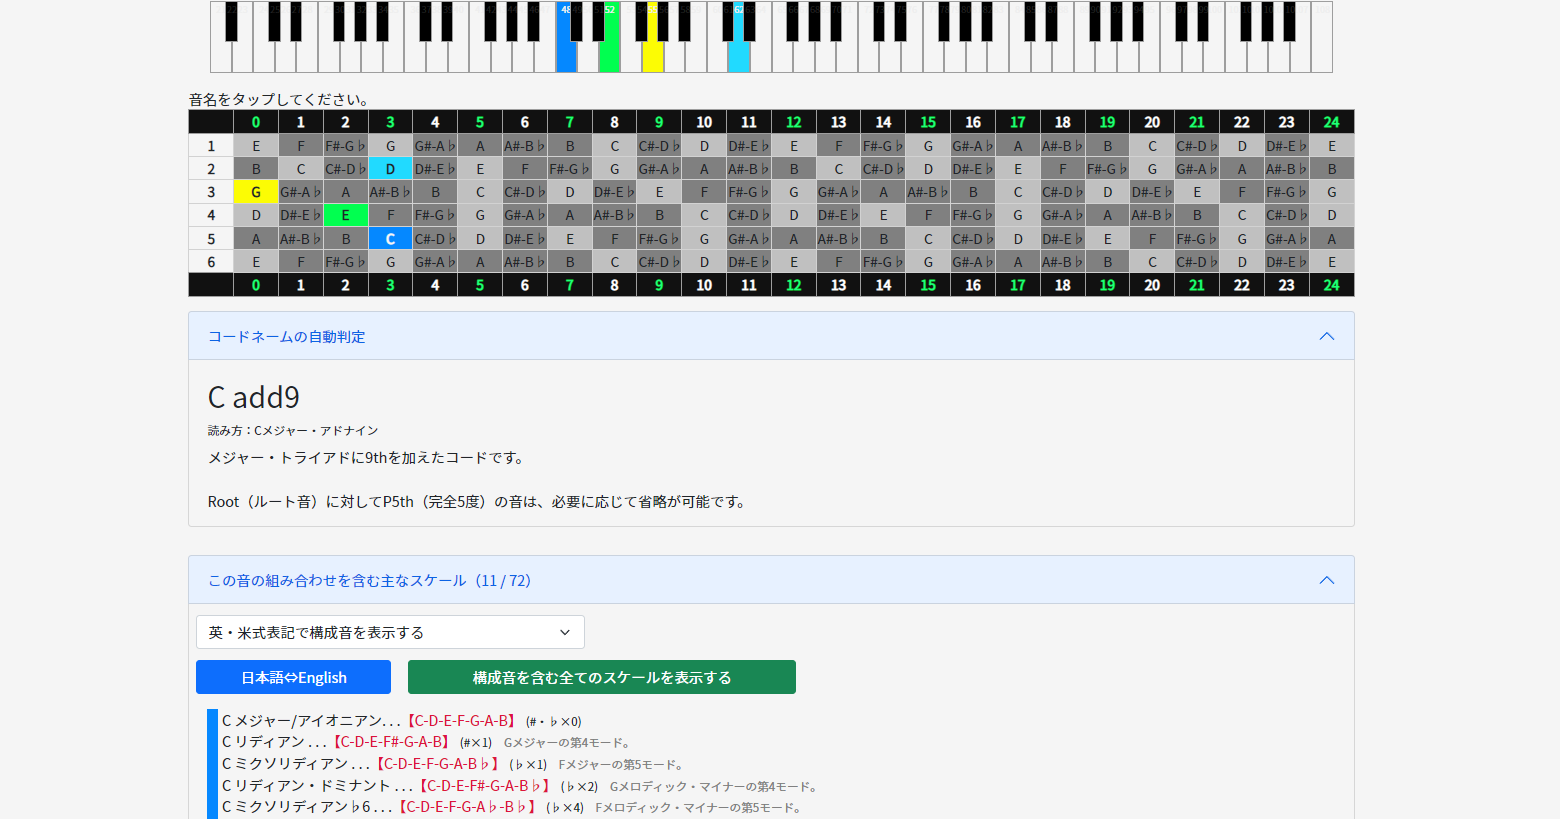 48 52 55 62
音名をタップしてください。
0 1 2 3 4 5 6 7 8 9 10 11 12 13 14 15 16 17 18 19 20 21 22 23 24
1 E F F#-G♭ G G#-A♭ A A#-B♭ B C C#-D♭ D D#-E♭ E F F#-G♭ G G#-A♭ A A#-B♭ B C C#-D♭ D D#-E♭ E
2 B C C#-D♭ D D#-E♭ E F F#-G♭ G G#-A♭ A A#-B♭ B C C#-D♭ D D#-E♭ E F F#-G♭ G G#-A♭ A A#-B♭ B
3 G G#-A♭ A A#-B♭ B C C#-D♭ D D#-E♭ E F F#-G♭ G G#-A♭ A A#-B♭ B C C#-D♭ D D#-E♭ E F F#-G♭ G
4 D D#-E♭ E F F#-G♭ G G#-A♭ A A#-B♭ B C C#-D♭ D D#-E♭ E F F#-G♭ G G#-A♭ A A#-B♭ B C C#-D♭ D
5 A A#-B♭ B C C#-D♭ D D#-E♭ E F F#-G♭ G G#-A♭ A A#-B♭ B C C#-D♭ D D#-E♭ E F F#-G♭ G G#-A♭ A
6 E F F#-G♭ G G#-A♭ A A#-B♭ B C C#-D♭ D D#-E♭ E F F#-G♭ G G#-A♭ A A#-B♭ B C C#-D♭ D D#-E♭ E
0 1 2 3 4 5 6 7 8 9 10 11 12 13 14 15 16 17 18 19 20 21 22 23 24
コードネームの自動判定
C add9
読み方：Cメジャー・アドナイン
メジャー・トライアドに9thを加えたコードです。
Root（ルート音）に対してP5th（完全5度）の音は、必要に応じて省略が可能です。
この音の組み合わせを含む主なスケール（11 / 72）
英・米式表記で構成音を表示する
日本語⇔English 構成音を含む全てのスケールを表示する
C メジャー/アイオニアン. . .【C-D-E-F-G-A-B】 (#・♭×0)
C リディアン . . .【C-D-E-F#-G-A-B】 (#×1) Gメジャーの第4モード。
C ミクソリディアン . . .【C-D-E-F-G-A-B♭】 (♭×1) Fメジャーの第5モード。
C リディアン・ドミナント . . .【C-D-E-F#-G-A-B♭】 (♭×2) Gメロディック・マイナーの第4モード。
C ミクソリディアン♭6 . . .【C-D-E-F-G-A♭-B♭】 (♭×4) Fメロディック・マイナーの第5モード。